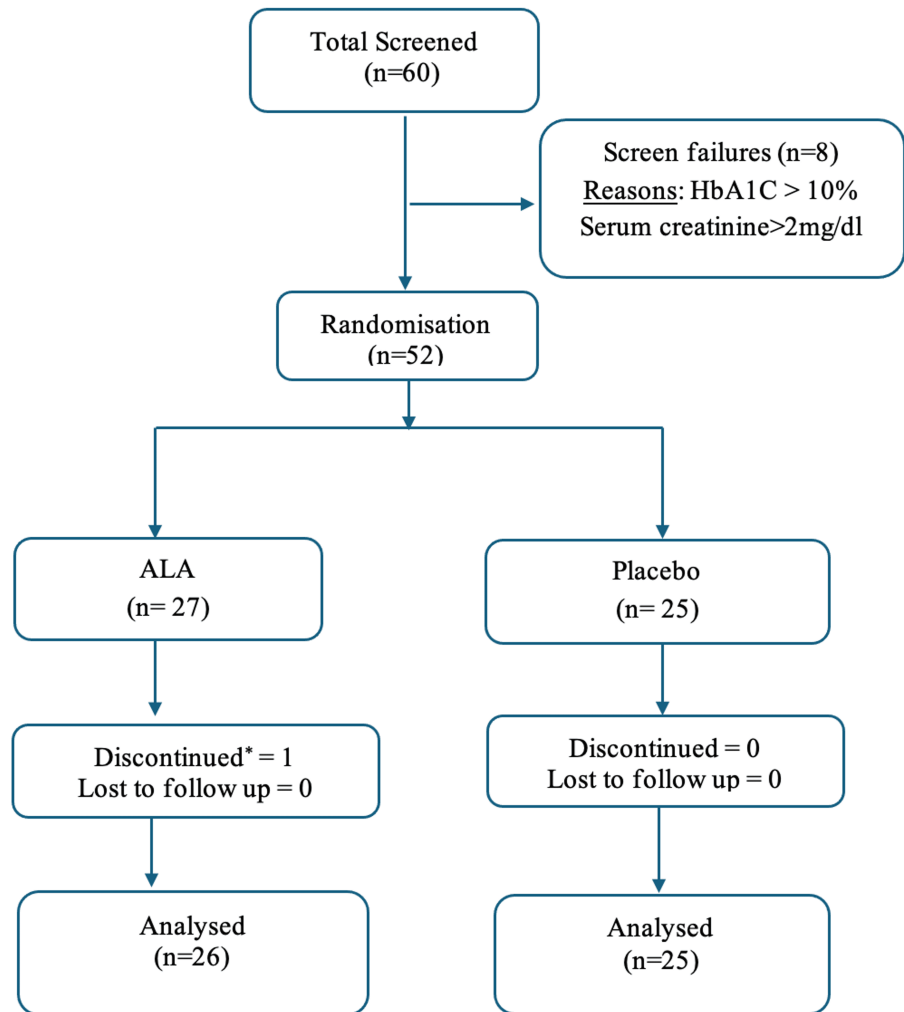 Total Screened
(n=60)
Screen failures (n=8)
Reasons: HbA1C > 10%
Serum creatinine>2mg/dl
Randomisation
(n=52)
ALA
(n= 27)
Placebo
(n= 25)
Discontinued* = 1
Lost to follow up = 0
Discontinued = 0
Lost to follow up = 0
Analysed
(n=26)
Analysed
(n=25)